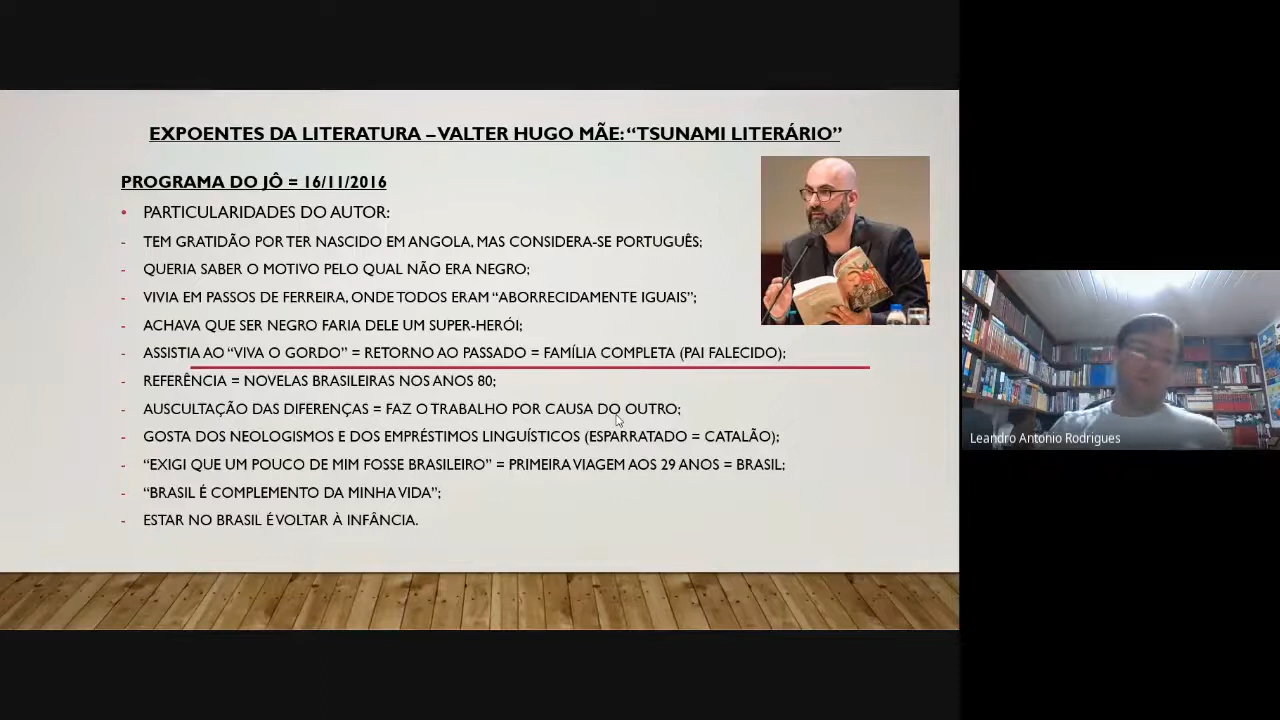 EXPOENTES DA LITERATURA – VALTER HUGO MÃE: “TSUNAMI LITERÁRIO”
PROGRAMA DO JÔ = 16/11/2016
• PARTICULARIDADES DO AUTOR:
- TEM GRATIDÃO POR TER NASCIDO EM ANGOLA, MAS CONSIDERA-SE PORTUGUÊS;
- QUERIA SABER O MOTIVO PELO QUAL NÃO ERA NEGRO;
- VIVIA EM PASSOS DE FERREIRA, ONDE TODOS ERAM “ABORRECIDAMENTE IGUAIS”;
- ACHAVA QUE SER NEGRO FARIA DELE UM SUPER-HERÓI;
- ASSISTIA AO “VIVA O GORDO” = RETORNO AO PASSADO = FAMÍLIA COMPLETA (PAI FALECIDO);
- REFERÊNCIA = NOVELAS BRASILEIRAS NOS ANOS 80;
- AUSCULTAÇÃO DAS DIFERENÇAS = FAZ O TRABALHO POR CAUSA DO OUTRO;
- GOSTA DOS NEOLOGISMOS E DOS EMPRÉSTIMOS LINGUÍSTICOS (ESPARRATADO = CATALÃO);
- “EXIGI QUE UM POUCO DE MIM FOSSE BRASILEIRO” = PRIMEIRA VIAGEM AOS 29 ANOS = BRASIL;
- “BRASIL É COMPLEMENTO DA MINHA VIDA”;
- ESTAR NO BRASIL É VOLTAR À INFÂNCIA.
Leandro Antonio Rodrigues